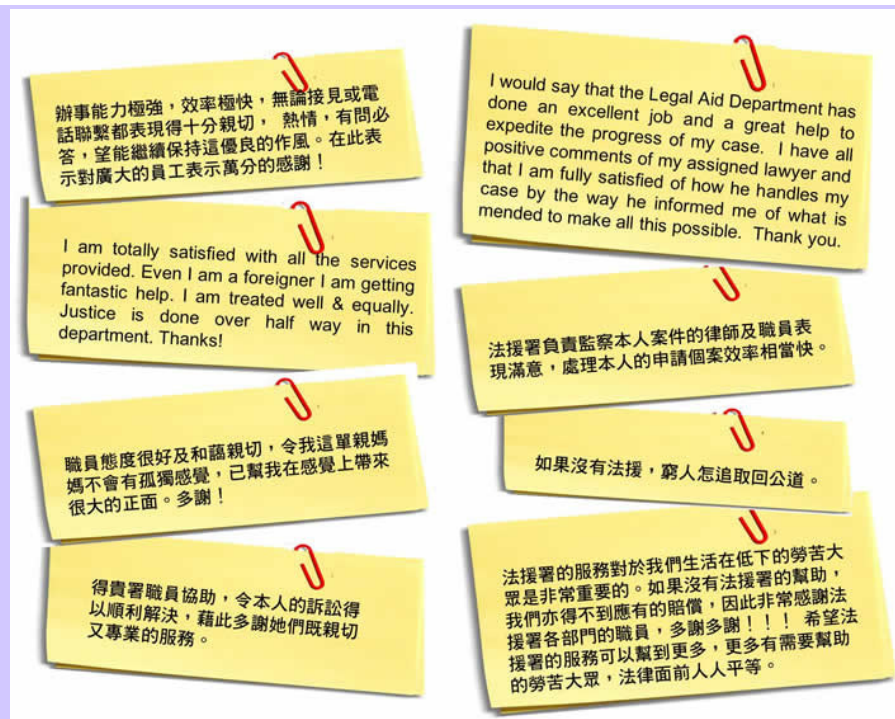 辦事能力極強，效率極快，無論接見或電
話聯繫都表現得十分親切， 熱情，有問必
答，望能繼續保持這優良的作風。在此表
示對廣大的員工表示萬分的感謝！
I am totally satisfied with all the services
provided. Even I am a foreigner I am getting
fantastic help. I am treated well & equally.
Justice is done over half way in this
department. Thanks!
職員態度很好及和藹親切，令我這單親媽
媽不會有孤獨感覺，已幫我在感覺上帶來
很大的正面。多謝！
得貴署職員協助，令本人的訴訟得
以順利解決，藉此多謝她們既親切
又專業的服務。
I would say that the Legal Aid Department has
done an excellent job and a great help to
expedite the progress of my case. I have all
positive comments of my assigned lawyer and
that I am fully satisfied of how he handles my
case by the way he informed me of what is
mended to make all this possible. Thank you.
法援署負責監察本人案件的律師及職員表
現滿意，處理本人的申請個案效率相當快。
如果沒有法援，窮人怎追取回公道。
法援署的服務對於我們生活在低下的勞苦大
眾是非常重要的。如果沒有法援署的幫助，
我們亦得不到應有的賠償，因此非常感謝法
援署各部門的職員，多謝多謝！！！ 希望法
援署的服務可以幫到更多，更多有需要幫助
的勞苦大眾，法律面前人人平等。